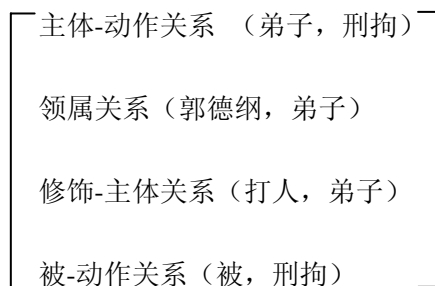 主体-动作关系 （弟子，刑拘）
领属关系（郭德纲，弟子）
修饰-主体关系（打人，弟子）
被-动作关系（被，刑拘）